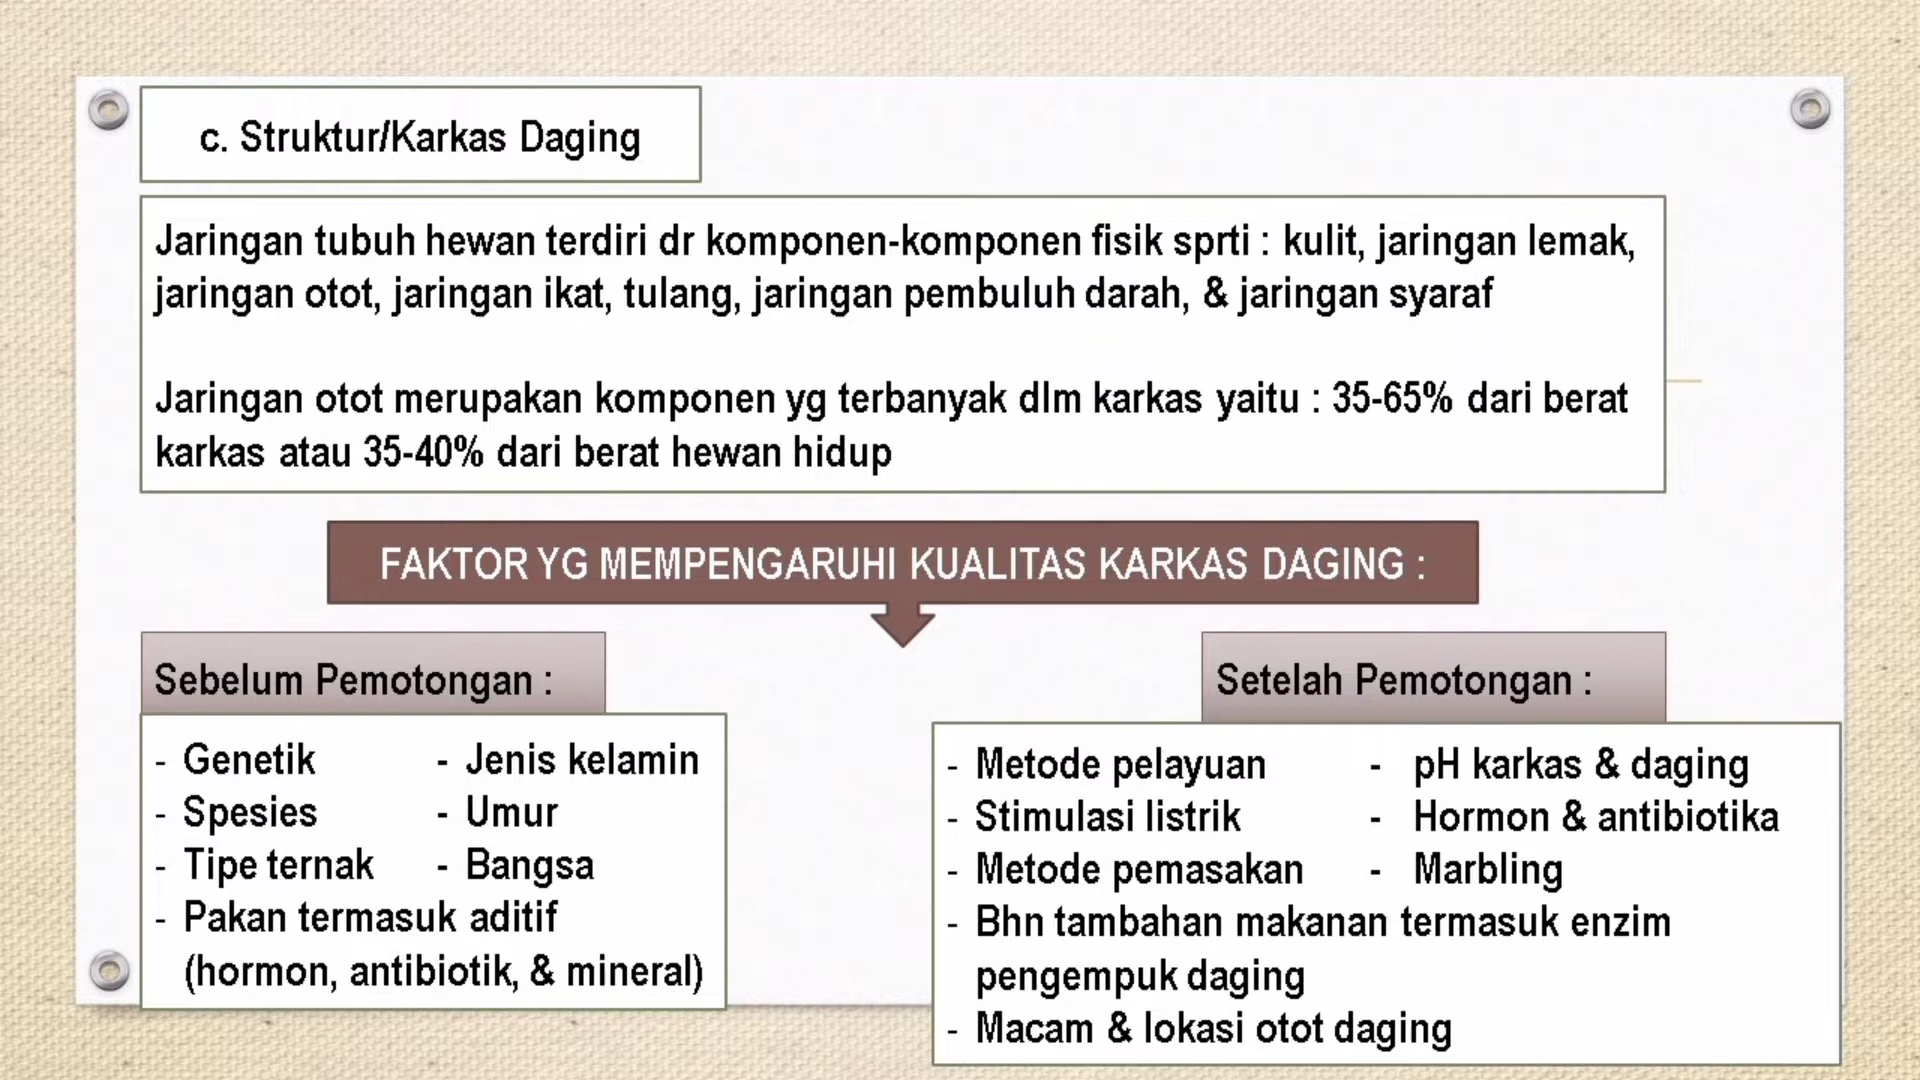 c. Struktur/Karkas Daging
Jaringan tubuh hewan terdiri dr komponen-komponen fisik sprti : kulit, jaringan lemak,
jaringan otot, jaringan ikat, tulang, jaringan pembuluh darah, & jaringan syaraf
Jaringan otot merupakan komponen yg terbanyak dlm karkas yaitu : 35-65% dari berat
karkas atau 35-40% dari berat hewan hidup
FAKTOR YG MEMPENGARUHI KUALITAS KARKAS DAGING :
Sebelum Pemotongan :
- Genetik - Jenis kelamin
- Spesies - Umur
- Tipe ternak - Bangsa
- Pakan termasuk aditif
(hormon, antibiotik, & mineral)
Setelah Pemotongan :
- Metode pelayuan - pH karkas & daging
- Stimulasi listrik - Hormon & antibiotika
- Metode pemasakan - Marbling
- Bhn tambahan makanan termasuk enzim
pengempuk daging
- Macam & lokasi otot daging